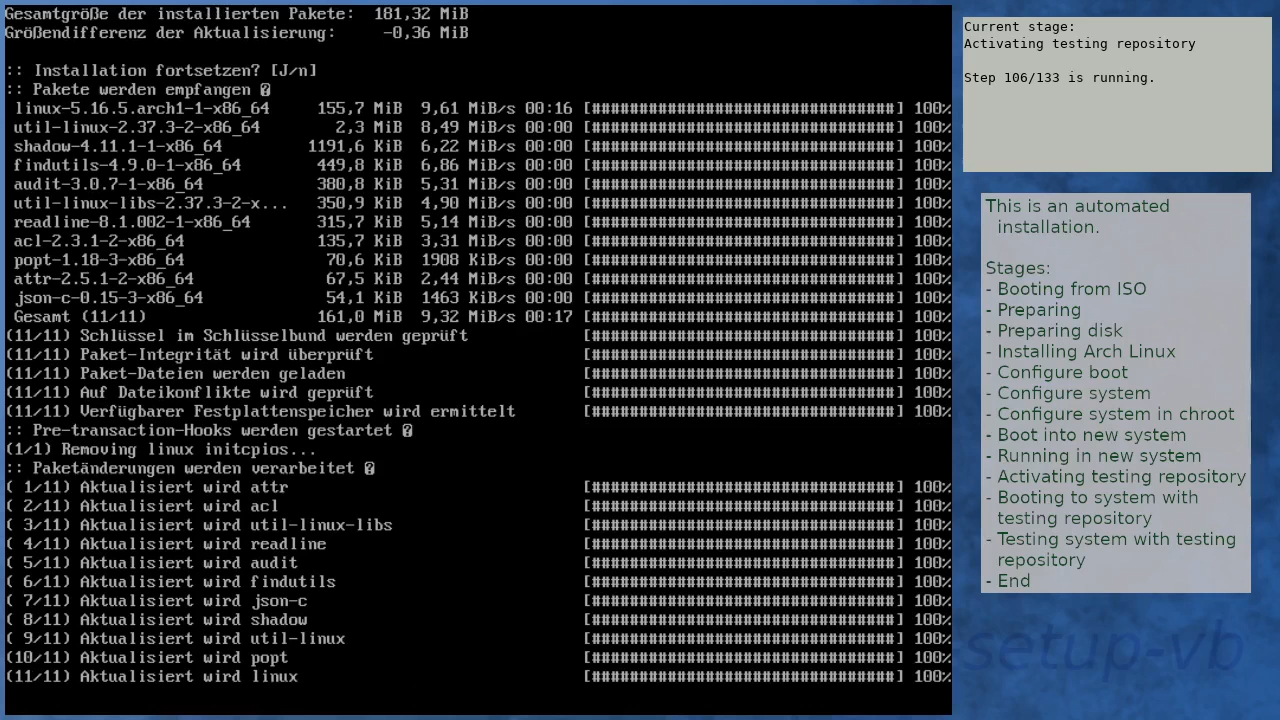 Gesamtgröße der installierten Pakete:  181,32 MiB
Größendifferenz der Aktualisierung:     -0,36 MiB
:: Installation fortsetzen? [J/n]
:: Pakete werden empfangen �
linux-5.16.5.arch1-1-x86_64     155,7 MiB  9,61 MiB/s 00:16 [################################] 100%
util-linux-2.37.3-2-x86_64        2,3 MiB  8,49 MiB/s 00:00 [################################] 100%
shadow-4.11.1-1-x86_64         1191,6 KiB  6,22 MiB/s 00:00 [################################] 100%
findutils-4.9.0-1-x86_64        449,8 KiB  6,86 MiB/s 00:00 [################################] 100%
audit-3.0.7-1-x86_64            380,8 KiB  5,31 MiB/s 00:00 [################################] 100%
util-linux-libs-2.37.3-2-x...   350,9 KiB  4,90 MiB/s 00:00 [################################] 100%
readline-8.1.002-1-x86_64       315,7 KiB  5,14 MiB/s 00:00 [################################] 100%
acl-2.3.1-2-x86_64              135,7 KiB  3,31 MiB/s 00:00 [################################] 100%
popt-1.18-3-x86_64               70,6 KiB  1908 KiB/s 00:00 [################################] 100%
attr-2.5.1-2-x86_64              67,5 KiB  2,44 MiB/s 00:00 [################################] 100%
json-c-0.15-3-x86_64             54,1 KiB  1463 KiB/s 00:00 [################################] 100%
Gesamt (11/11)                  161,0 MiB  9,32 MiB/s 00:17 [################################] 100%
(11/11) Schlüssel im Schlüsselbund werden geprüft [################################] 100%
(11/11) Paket-Integrität wird überprüft [################################] 100%
(11/11) Paket-Dateien werden geladen [################################] 100%
(11/11) Auf Dateikonflikte wird geprüft [################################] 100%
(11/11) Verfügbarer Festplattenspeicher wird ermittelt [################################] 100%
:: Pre-transaction-Hooks werden gestartet �
(1/1) Removing linux initcpios...
:: Paketänderungen werden verarbeitet �
( 1/11) Aktualisiert wird attr [################################] 100%
( 2/11) Aktualisiert wird acl [################################] 100%
( 3/11) Aktualisiert wird util-linux-libs [################################] 100%
( 4/11) Aktualisiert wird readline [################################] 100%
( 5/11) Aktualisiert wird audit [################################] 100%
( 6/11) Aktualisiert wird findutils [################################] 100%
( 7/11) Aktualisiert wird json-c [################################] 100%
( 8/11) Aktualisiert wird shadow [################################] 100%
( 9/11) Aktualisiert wird util-linux [################################] 100%
(10/11) Aktualisiert wird popt [################################] 100%
(11/11) Aktualisiert wird linux [################################] 100%
Current stage:
Activating testing repository
Step 106/133 is running.
This is an automated
installation.
Stages:
- Booting from ISO
- Preparing
- Preparing disk
- Installing Arch Linux
- Configure boot
- Configure system
- Configure system in chroot
- Boot into new system
- Running in new system
- Activating testing repository
- Booting to system with
testing repository
- Testing system with testing
repository
- End
setup-vb